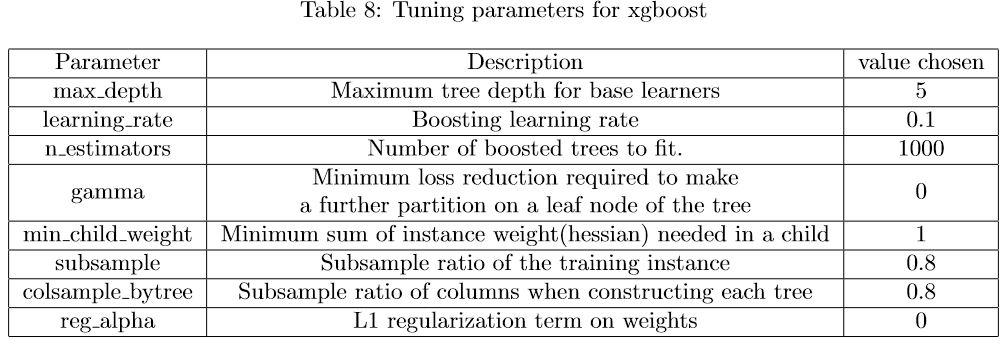 Table 8: Tuning parameters for xgboost
Parameter Description value chosen
max_depth Maximum tree depth for base learners 5
learning_rate Boosting learning rate 0.1
n_estimators Number of boosted trees to fit. 1000
gamma Minimum loss reduction required to make
a further partition on a leaf node of the tree 0
min_child_weight Minimum sum of instance weight(hessian) needed in a child 1
subsample Subsample ratio of the training instance 0.8
colsample_bytree Subsample ratio of columns when constructing each tree 0.8
reg_alpha L1 regularization term on weights 0